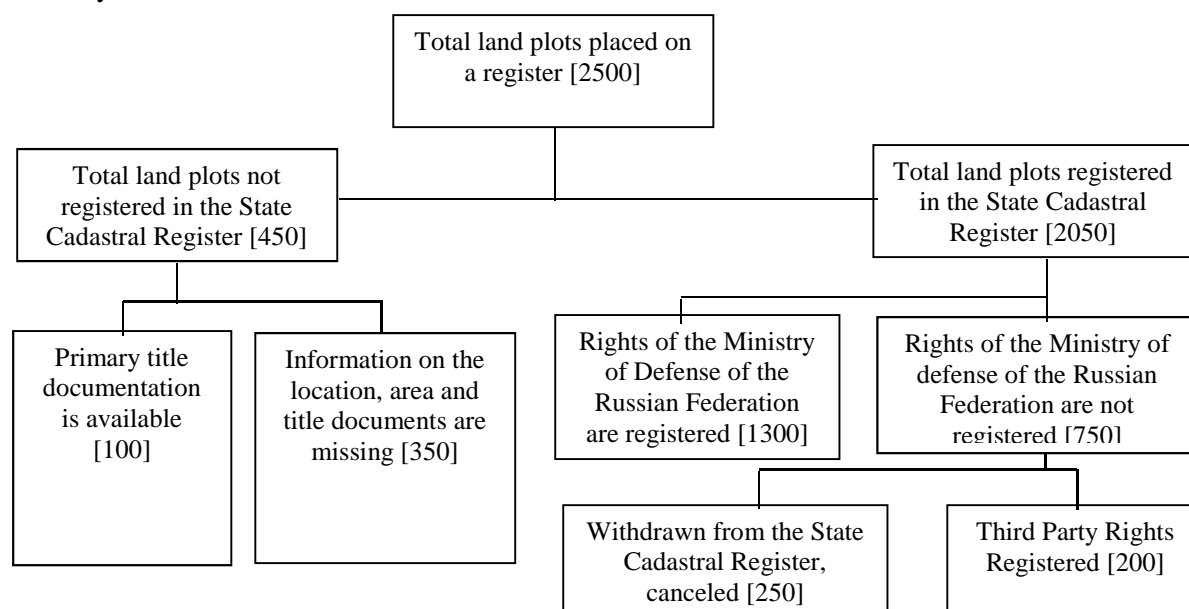 Total land plots placed on
a register [2500]
Total land plots not
registered in the State
Cadastral Register [450]
Total land plots registered
in the State Cadastral
Register [2050]
Primary title
documentation
is available
[100]
Information on the
location, area and
title documents are
missing [350]
Rights of the Ministry
of Defense of the
Russian Federation
are registered [1300]
Rights of the Ministry of
defense of the Russian
Federation are not
registered [750]
Withdrawn from the State
Cadastral Register,
canceled [250]
Third Party Rights
Registered [200]